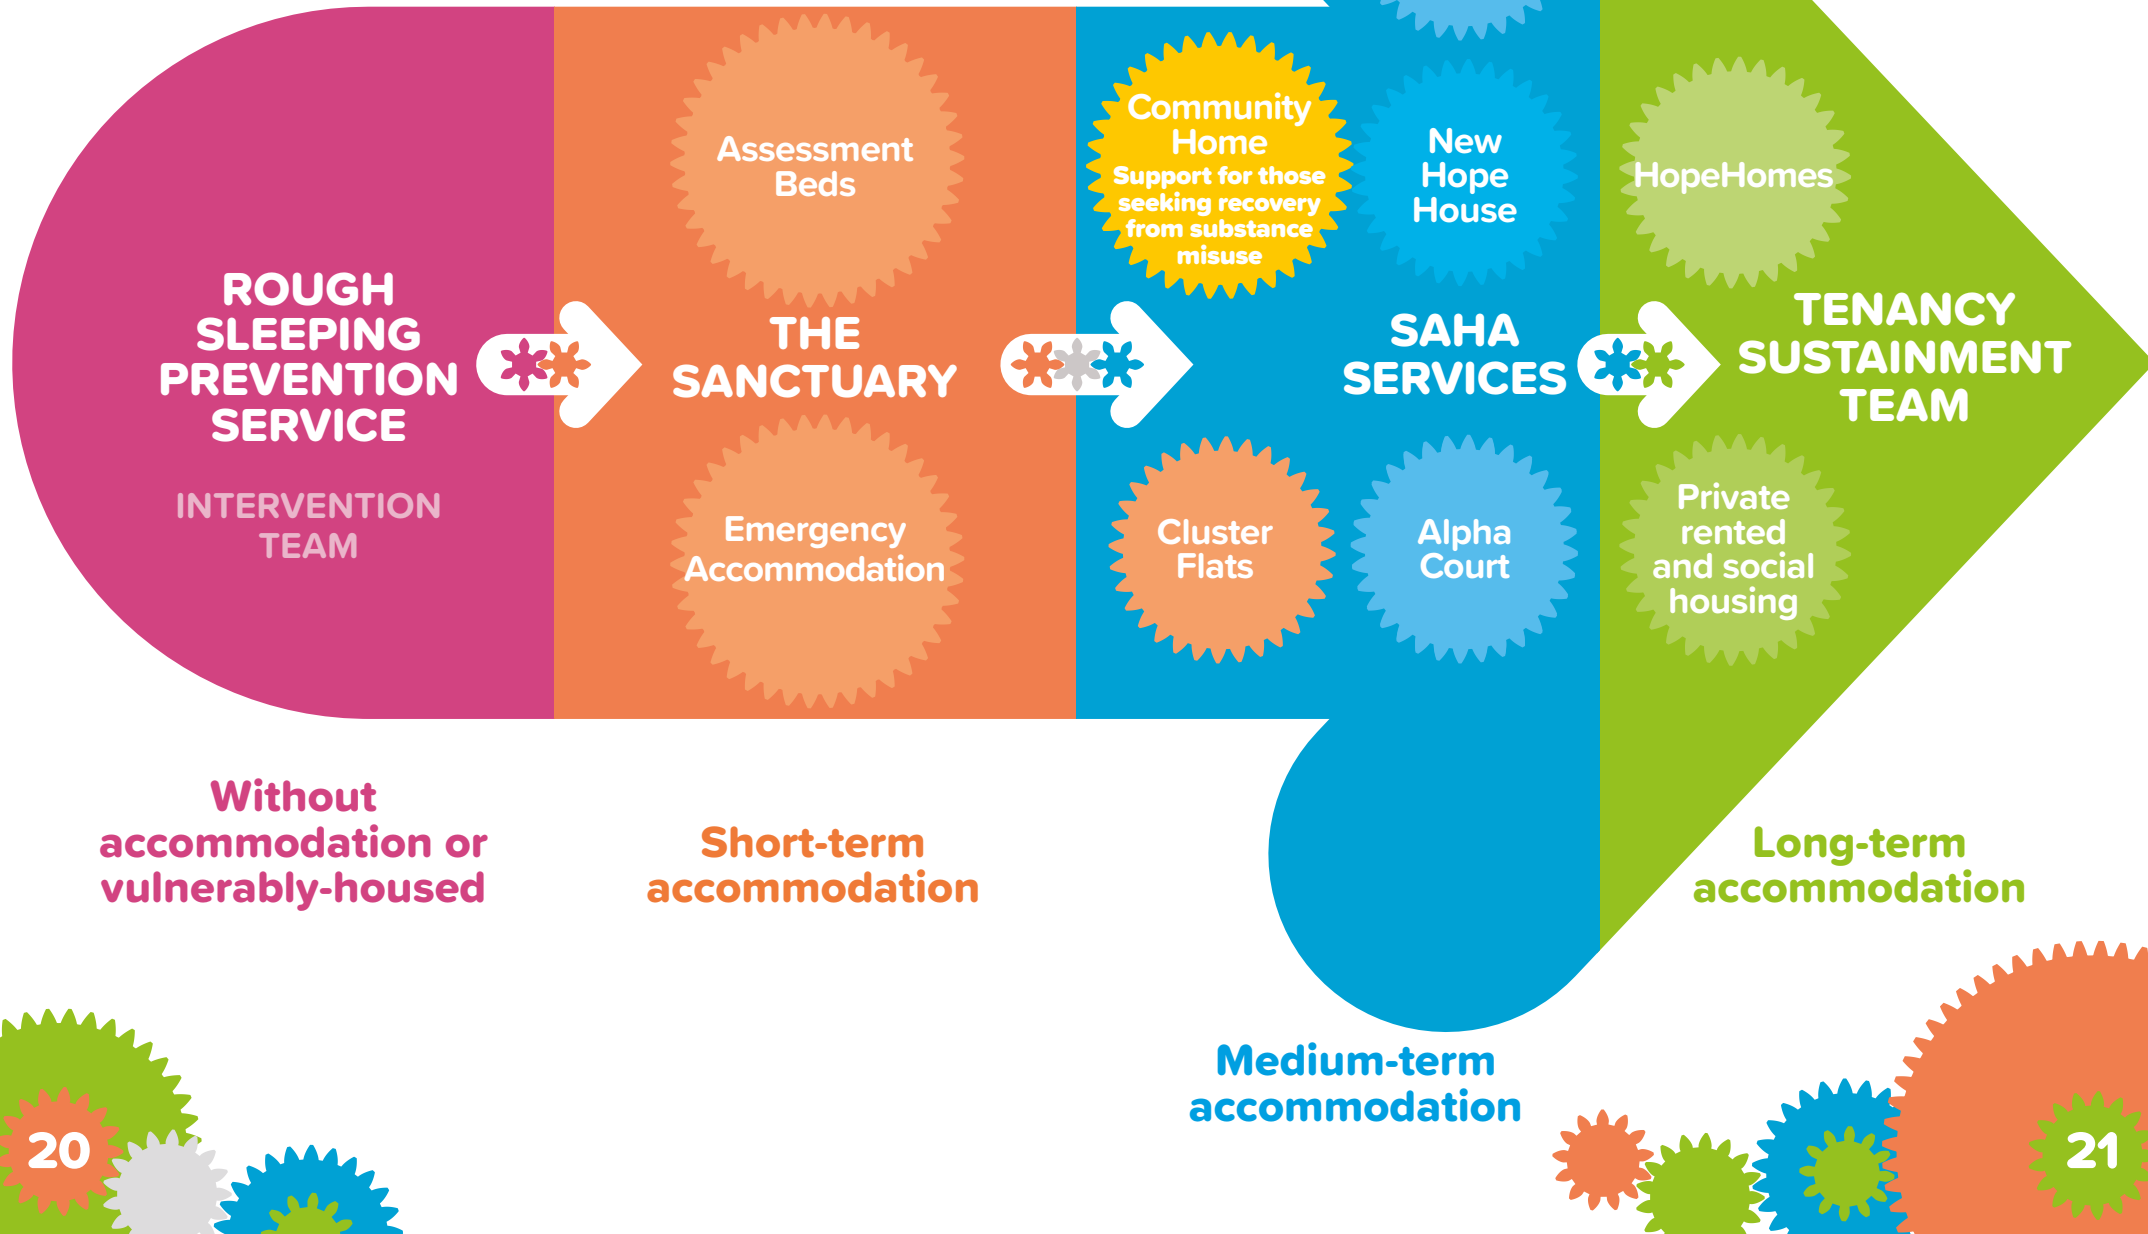 ROUGH
SLEEPING
PREVENTION
SERVICE
INTERVENTION
TEAM
Assessment
Beds
THE
SANCTUARY
Emergency
Accommodation
Community
Home
Support for those
seeking recovery
from substance
misuse
New
Hope
House
SAHA
SERVICES
Cluster
Flats
Alpha
Court
HopeHomes
TENANCY
SUSTAINMENT
TEAM
Private
rented
and social
housing
Without
accommodation or
vulnerably-housed
Short-term
accommodation
Medium-term
accommodation
Long-term
accommodation
20
21